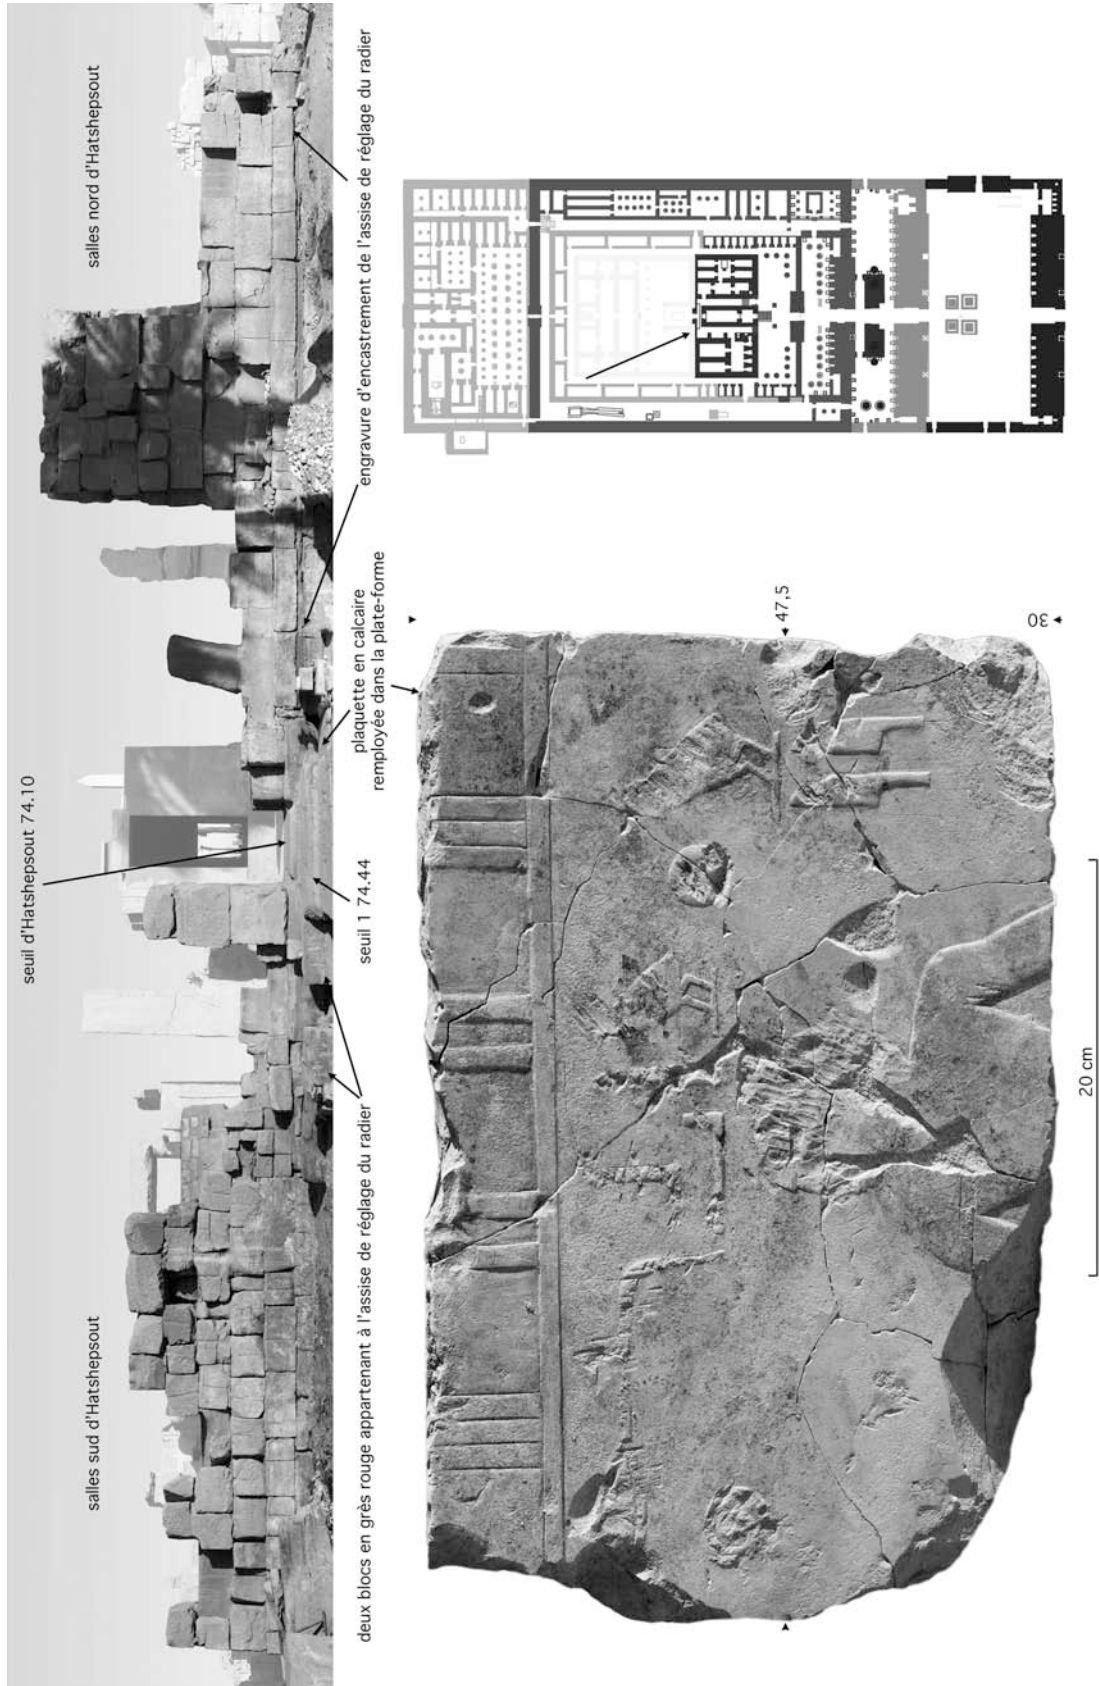 seuil d'Hatshepsout 74.10
salles sud d'Hatshepsout
salles nord d'Hatshepsout
deux blocs en grès rouge appartenant à l'assise de réglage du radier
seuil 1 74.44
plaquette en calcaire
remployée dans la plate-forme
engravure d'encastrement de l'assise de réglage du radier
47,5
30
20 cm